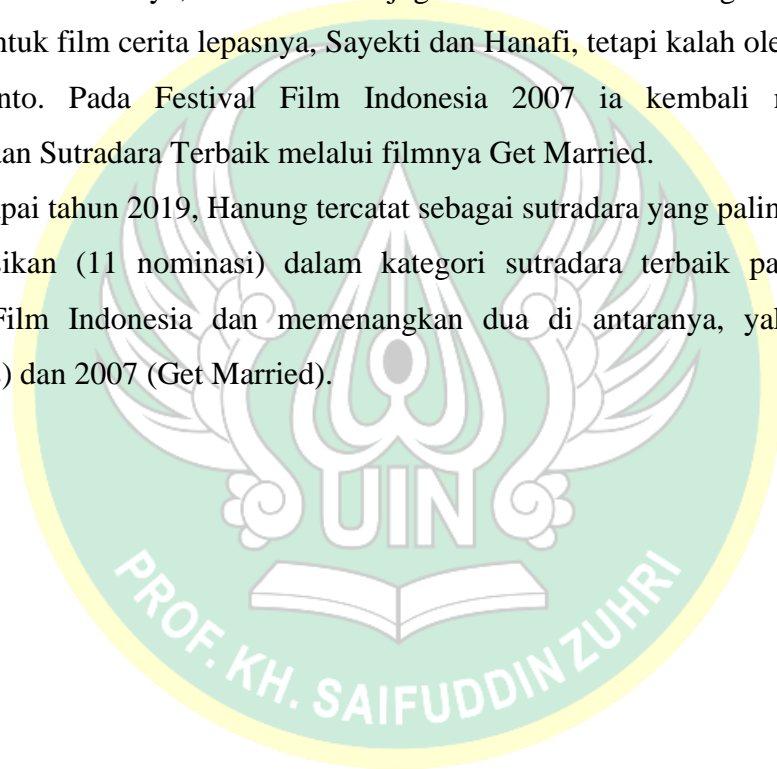 ntuk film cerita lepasnya, Sayekti dan Hanafi, tetapi kalah ole
nto. Pada Festival Film Indonesia 2007 ia kembali
an Sutradara Terbaik melalui filmnya Get Married.
pai tahun 2019, Hanung tercatat sebagai sutradara yang palin
sikan (11 nominasi) dalam kategori sutradara terbaik pa
Film Indonesia dan memenangkan dua di antaranya, ya
) dan 2007 (Get Married).
UIN
PROF. KH. SAIFUDDIN ZUHRI